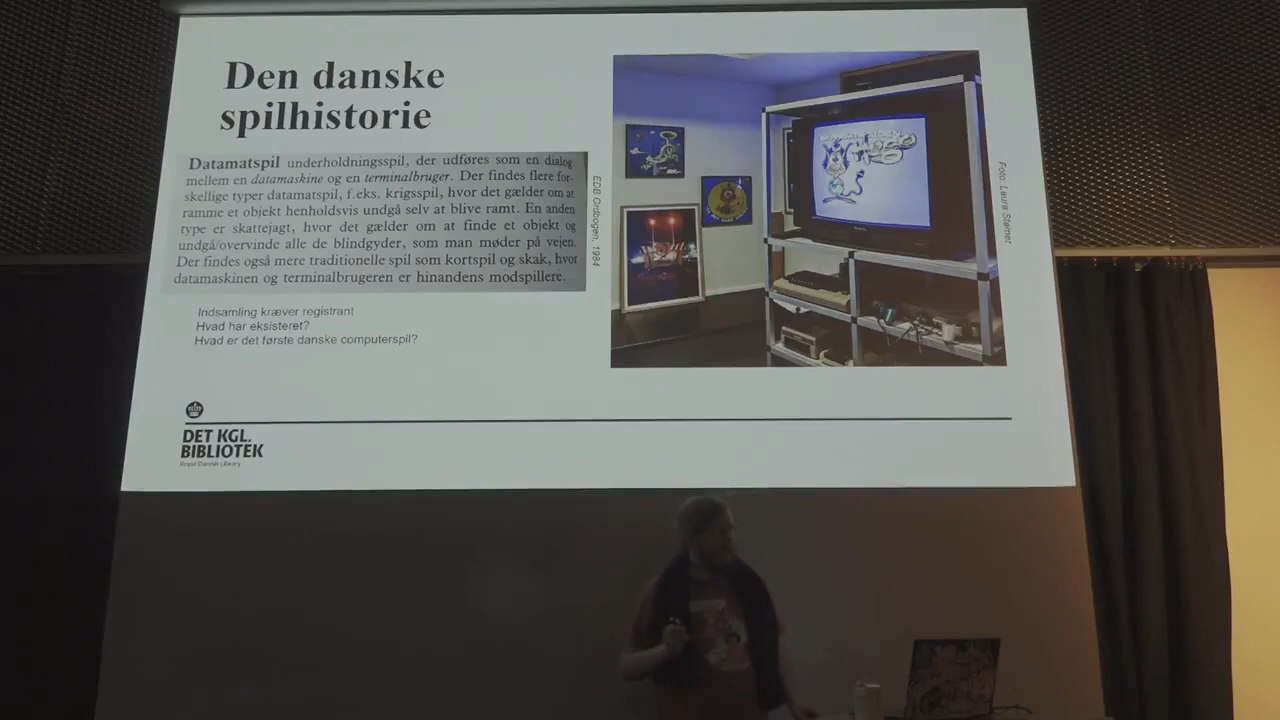 Den danske
spilhistorie
Datamatspil underholdningsspil, der udføres som en dialog
mellem en datamaskine og en terminalbruger. Der findes flere for-
skellige typer datamatspil, f.eks. krigsspil, hvor det gælder om at
ramme et objekt henholdsvis undgå selv at blive ramt. En anden
type er skattejagt, hvor det gælder om at finde et objekt og
undgå/overvinde alle de blindgyder, som man møder på vejen.
Der findes også mere traditionelle spil som kortspil og skak, hvor
datamaskinen og terminalbrugeren er hinandens modspillere.
EDB Ordbogen, 1984
Indsamling kræver registrant
Hvad har eksisteret?
Hvad er det første danske computerspil?
Foto: Laura Størner
DET KGL.
BIBLIOTEK
Royal Danish Library